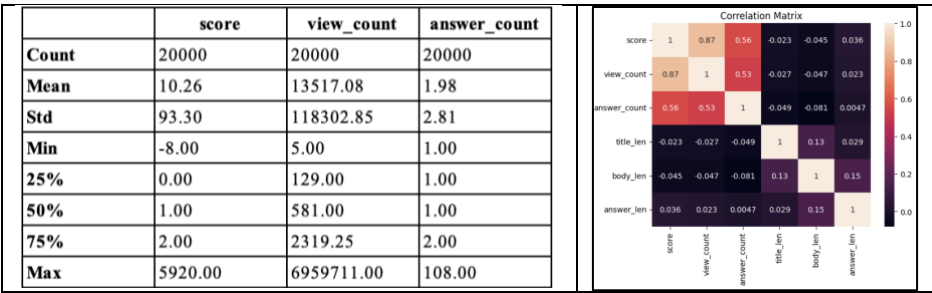 score view_count answer_count
Count 20000 20000 20000
Mean 10.26 13517.08 1.98
Std 93.30 118302.85 2.81
Min -8.00 5.00 1.00
25% 0.00 129.00 1.00
50% 1.00 581.00 1.00
75% 2.00 2319.25 2.00
Max 5920.00 6959711.00 108.00
Correlation Matrix
score 1 0.87 0.56 -0.023 -0.045 0.036
view_count 0.87 1 0.53 -0.027 -0.047 0.023
answer_count 0.56 0.53 1 -0.049 -0.081 0.0047
title_len -0.023 -0.027 -0.049 1 0.13 0.029
body_len -0.045 -0.047 -0.081 0.13 1 0.15
answer_len 0.036 0.023 0.0047 0.029 0.15 1
score view_count answer_count title_len body_len answer_len
1.0
0.8
0.6
0.4
0.2
0.0